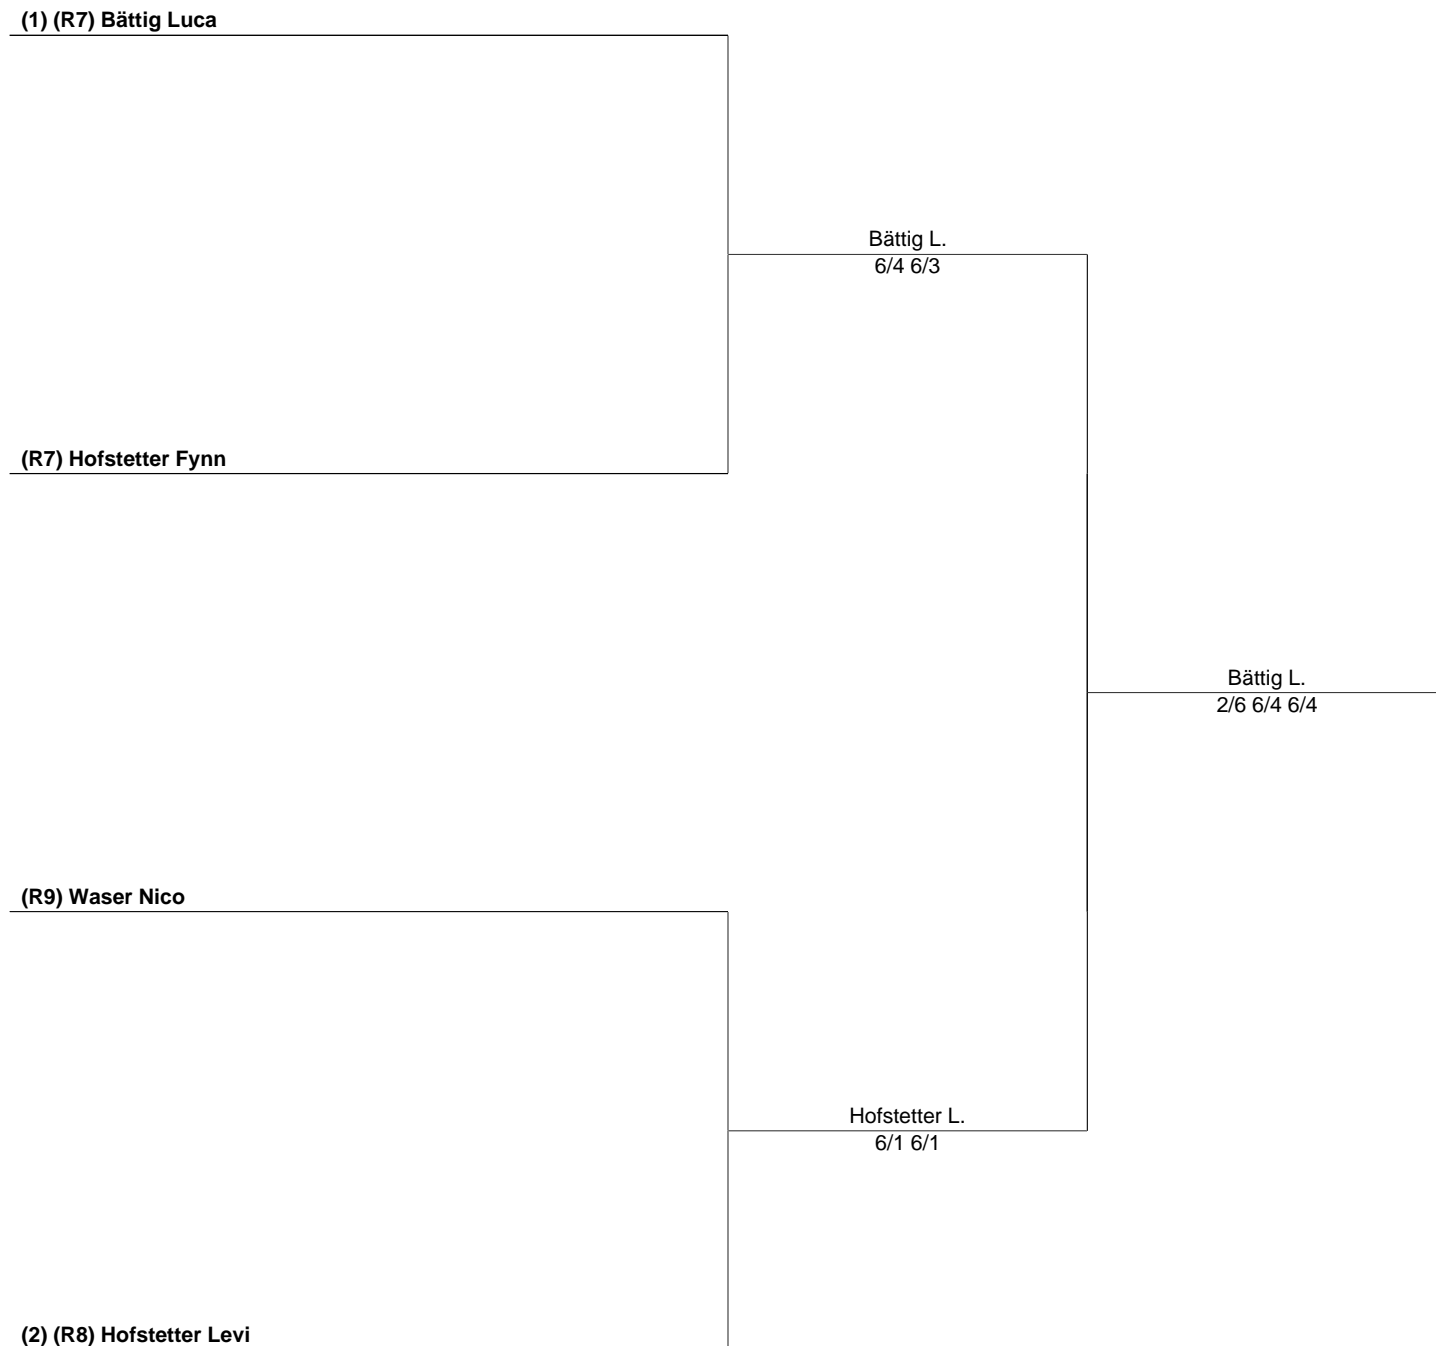 (1) (R7) Bättig Luca
Bättig L.
6/4 6/3
(R7) Hofstetter Fynn
Bättig L.
2/6 6/4 6/4
(R9) Waser Nico
Hofstetter L.
6/1 6/1
(2) (R8) Hofstetter Levi